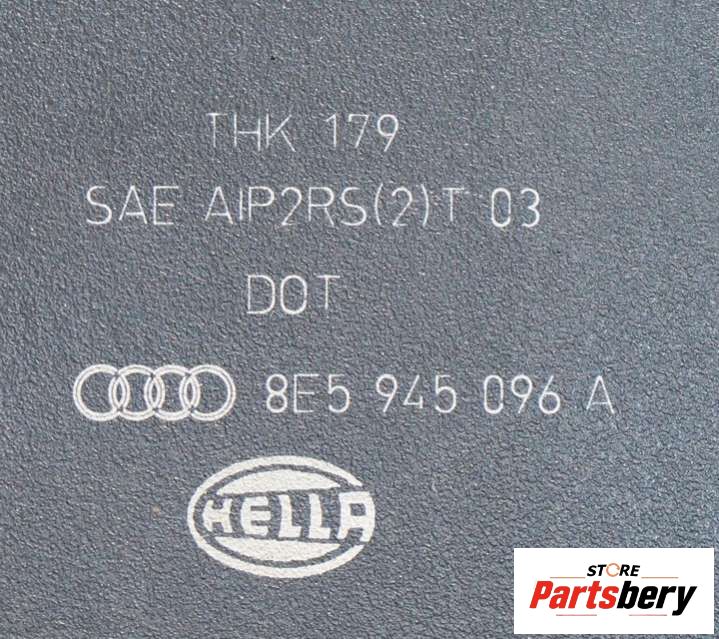 THK 179
SAE AIP2RS(2)T 03
DOT
8E5 945 096 A
HELLA
STORE
Partsbery